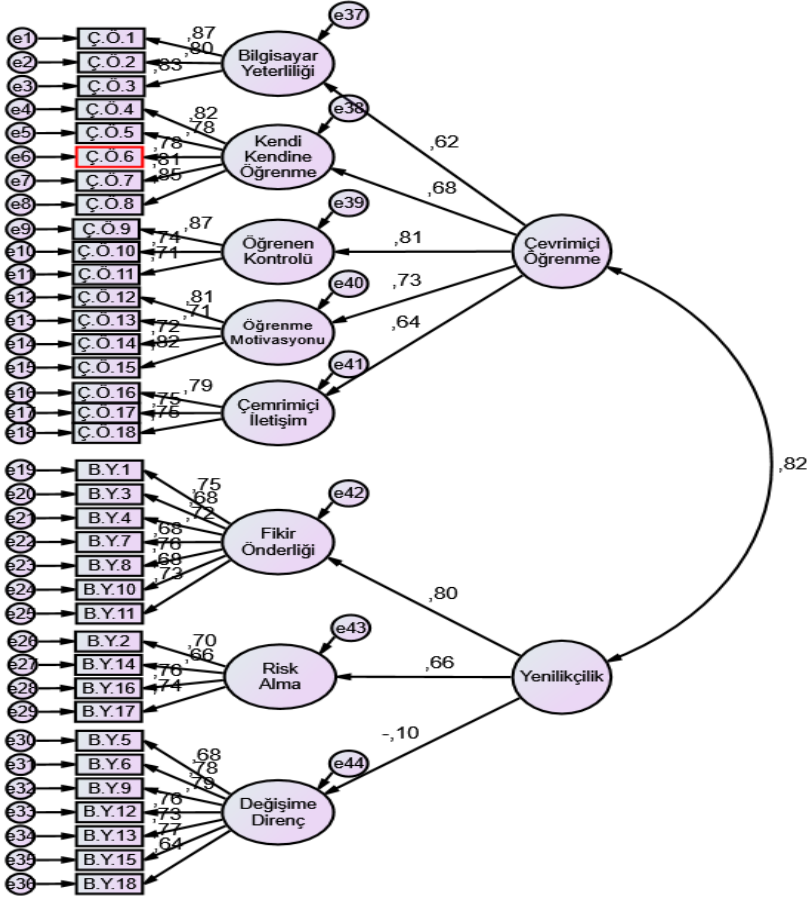 e37
e1 Ç.Ö.1 ,87
e2 Ç.Ö.2 ,80
e3 Ç.Ö.3 ,83
Bilgisayar
Yeterliliği
e4 Ç.Ö.4 ,82
e5 Ç.Ö.5 ,78
e6 Ç.Ö.6 ,78
e7 Ç.Ö.7 ,81
e8 Ç.Ö.8 ,85
e38
Kendi
Kendine
Öğrenme
,62
,68
e39
e9 Ç.Ö.9 ,87
e10 Ç.Ö.10 ,74
e11 Ç.Ö.11 ,71
Öğrenen
Kontrolü
,81
Çevrimiçi
Öğrenme
e40
e12 Ç.Ö.12 ,81
e13 Ç.Ö.13 ,71
e14 Ç.Ö.14 ,72
e15 Ç.Ö.15 ,82
Öğrenme
Motivasyonu
,73
,64
e41
e16 Ç.Ö.16 ,79
e17 Ç.Ö.17 ,75
e18 Ç.Ö.18 ,75
Çemrimiçi
İletişim
,82
e19 B.Y.1 ,75
e20 B.Y.3 ,68
e21 B.Y.4 ,72
e22 B.Y.7 ,68
e23 B.Y.8 ,76
e24 B.Y.10 ,68
e25 B.Y.11 ,73
e42
Fikir
Önderliği
,80
e43
e26 B.Y.2 ,70
e27 B.Y.14 ,66
e28 B.Y.16 ,76
e29 B.Y.17 ,74
Risk
Alma
,66
Yenilikçilik
-,10
e30 B.Y.5 ,68
e31 B.Y.6 ,78
e32 B.Y.9 ,79
e33 B.Y.12 ,76
e34 B.Y.13 ,73
e35 B.Y.15 ,77
e36 B.Y.18 ,64
e44
Değişime
Direnç